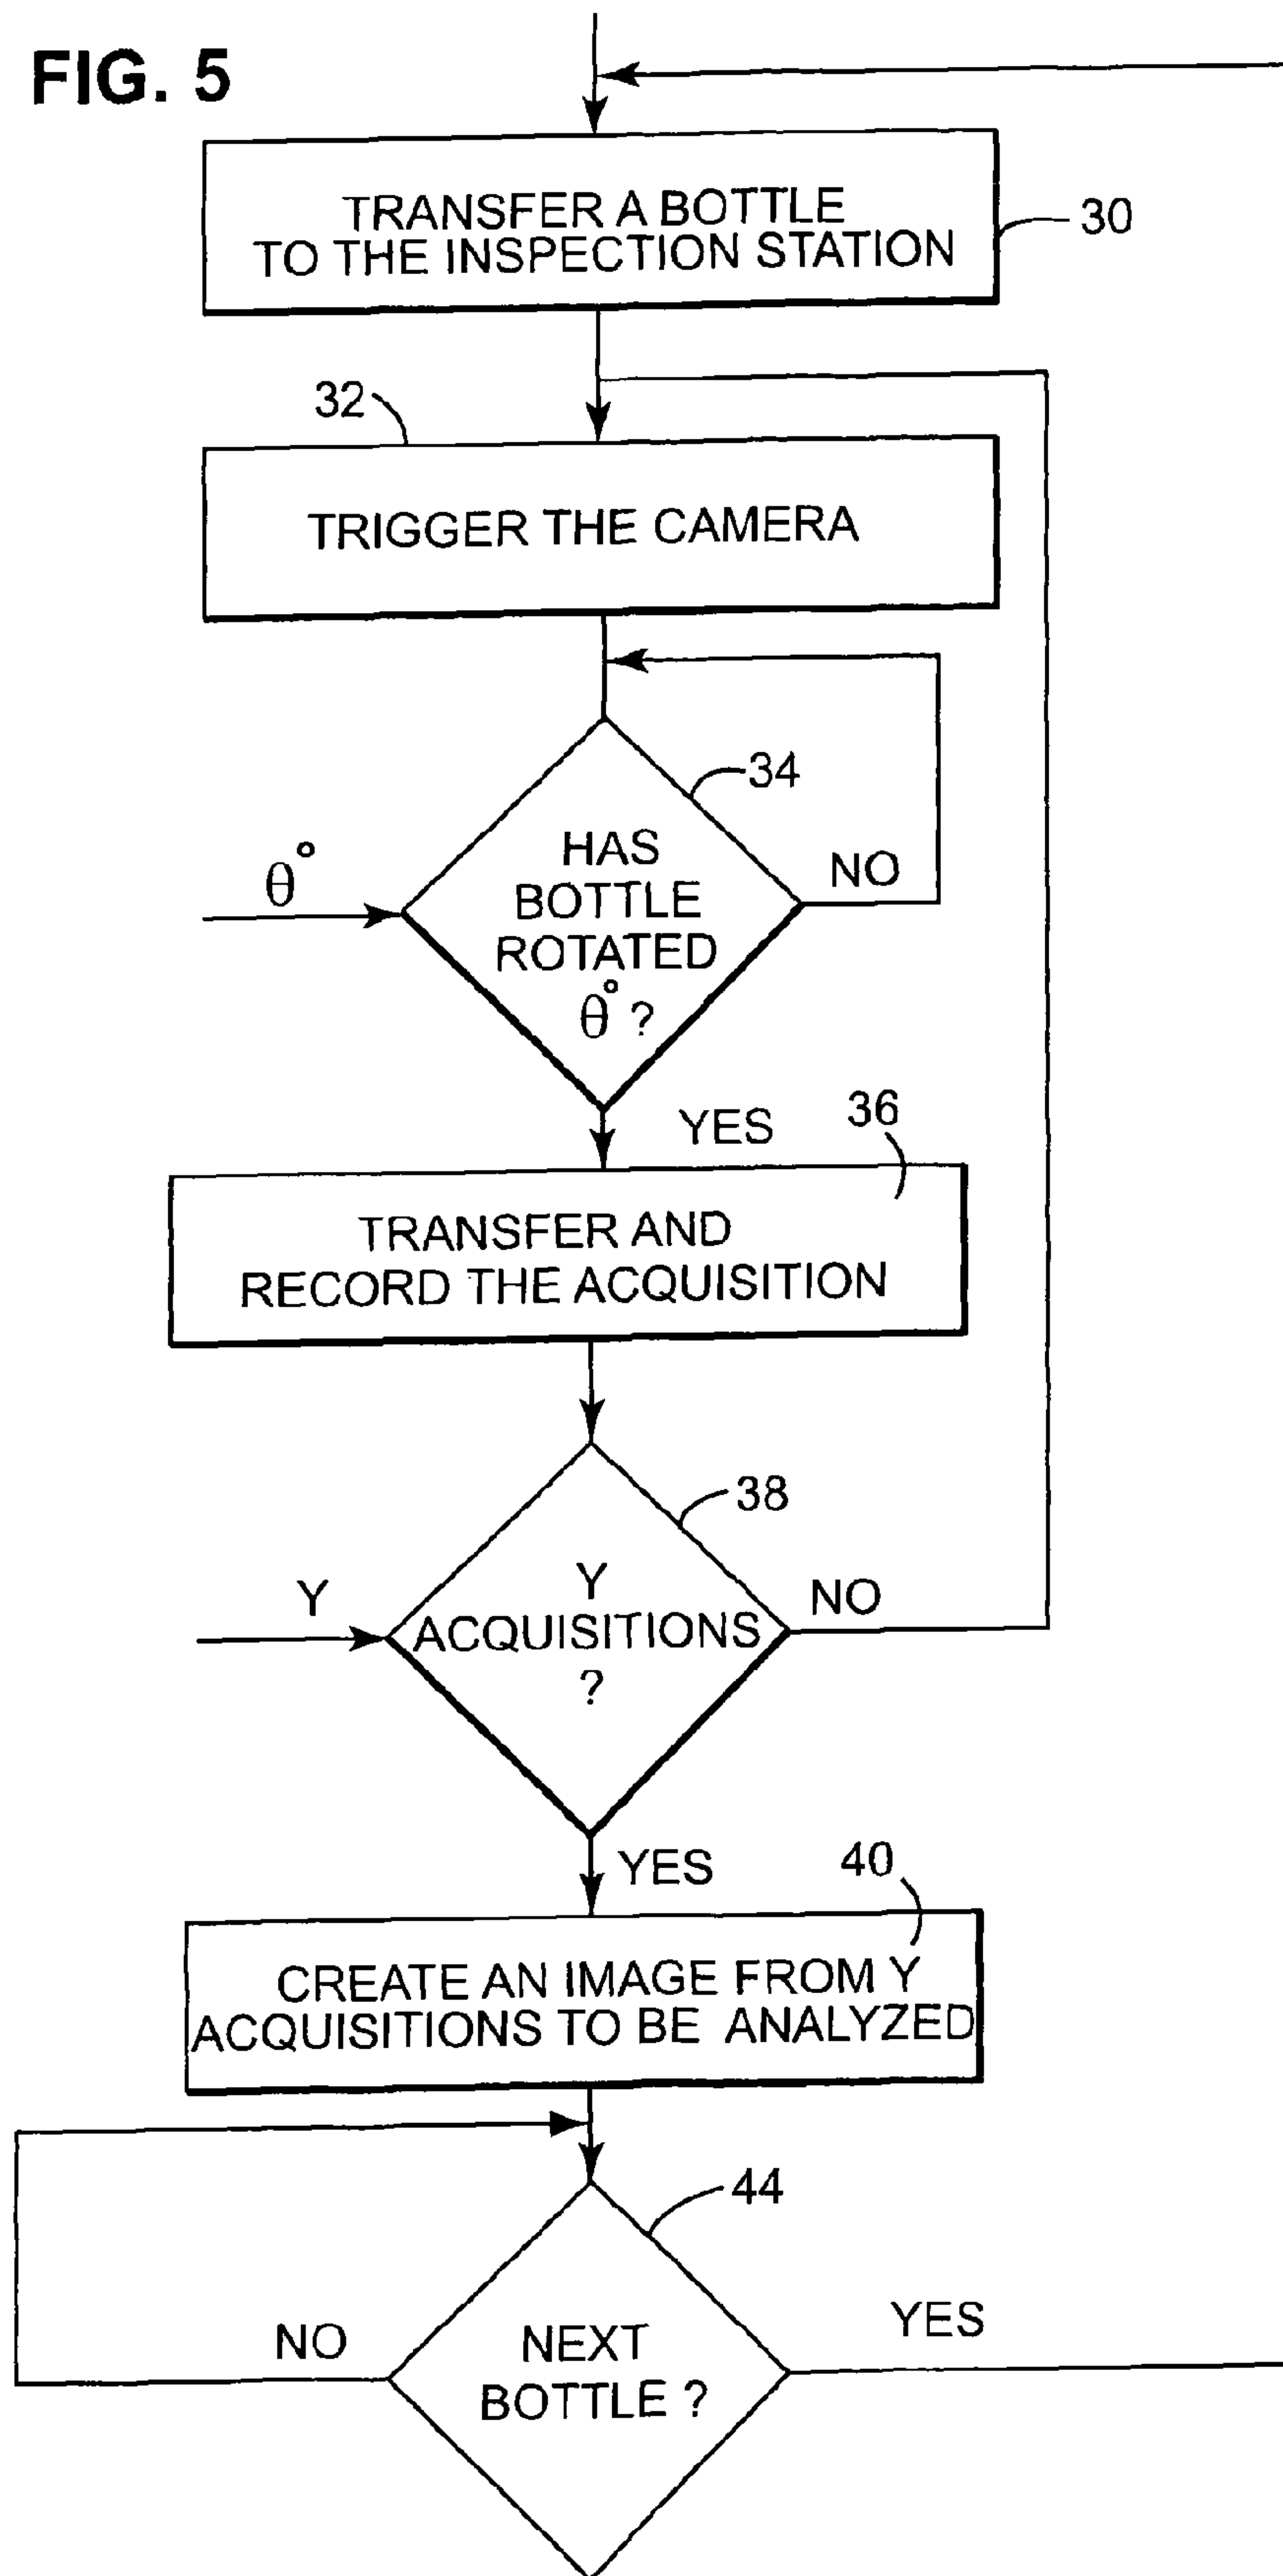 FIG. 5
TRANSFER A BOTTLE
TO THE INSPECTION STATION
30
32
TRIGGER THE CAMERA
34
HAS
BOTTLE
ROTATED
θ° ?
θ°
NO
YES
36
TRANSFER AND
RECORD THE ACQUISITION
38
Y
Y
ACQUISITIONS
?
NO
YES
40
CREATE AN IMAGE FROM Y
ACQUISITIONS TO BE ANALYZED
44
NO
NEXT
BOTTLE ?
YES